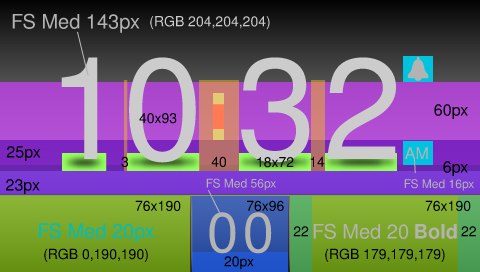 FS Med 143px (RGB 204,204,204)
10:32
40x93
60px
25px
AM
3
40
18x72
14
6px
23px
FS Med 56px
FS Med 16px
76x190
76x96
76x190
00
FS Med 20px
22
FS Med 20 Bold
(RGB 0,190,190)
(RGB 179,179,179)
20px